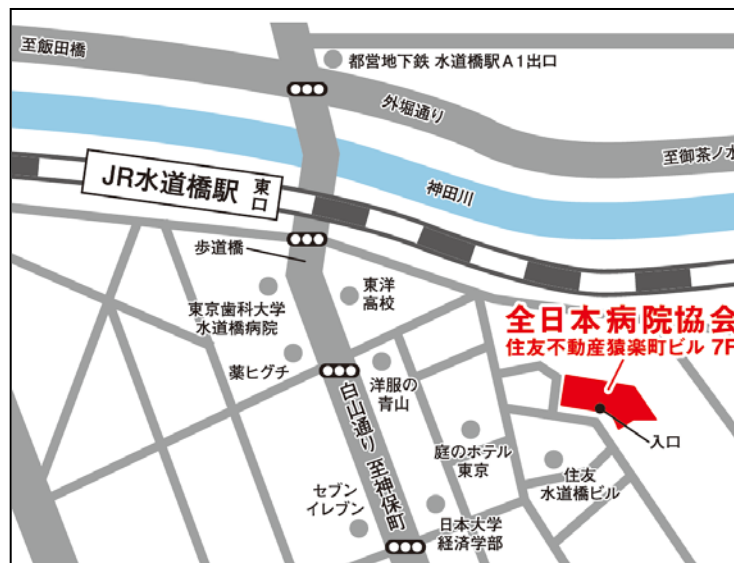 至飯田橋
都営地下鉄 水道橋駅A1出口
外堀通り
至御茶ノ水
神田川
JR水道橋駅 東口
歩道橋
東京歯科大学
水道橋病院
東洋
高校
全日本病院協会
住友不動産猿楽町ビル 7F
薬ヒグチ
洋服の
青山
白山通り 至神保町
入口
庭のホテル
東京
住友
水道橋ビル
セブン
イレブン
日本大学
経済学部